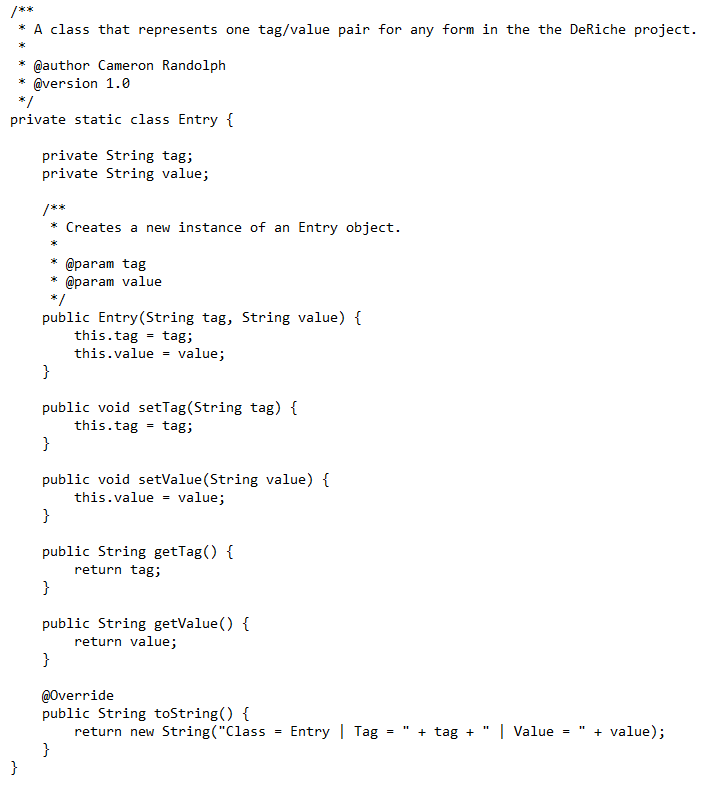 /**
 * A class that represents one tag/value pair for any form in the the DeRiche project.
 *
 * @author Cameron Randolph
 * @version 1.0
 */
private static class Entry {

    private String tag;
    private String value;

    /**
     * Creates a new instance of an Entry object.
     *
     * @param tag
     * @param value
     */
    public Entry(String tag, String value) {
        this.tag = tag;
        this.value = value;
    }

    public void setTag(String tag) {
        this.tag = tag;
    }

    public void setValue(String value) {
        this.value = value;
    }

    public String getTag() {
        return tag;
    }

    public String getValue() {
        return value;
    }

    @Override
    public String toString() {
        return new String("Class = Entry | Tag = " + tag + " | Value = " + value);
    }
}